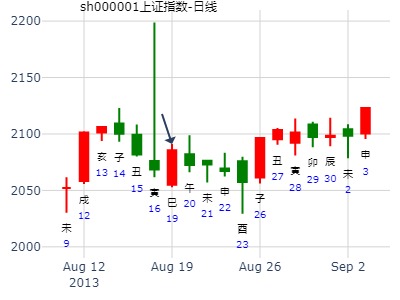 sh000001上证指数-日线
2200
2150
2100
2050
2000
未
9
戌
12
亥
13
子
14
丑
15
寅
16
巳
19
午
20
未
21
申
22
酉
23
子
26
丑
27
寅
28
卯
29
辰
30
未
2
申
3
Aug 12
2013
Aug 19
Aug 26
Sep 2